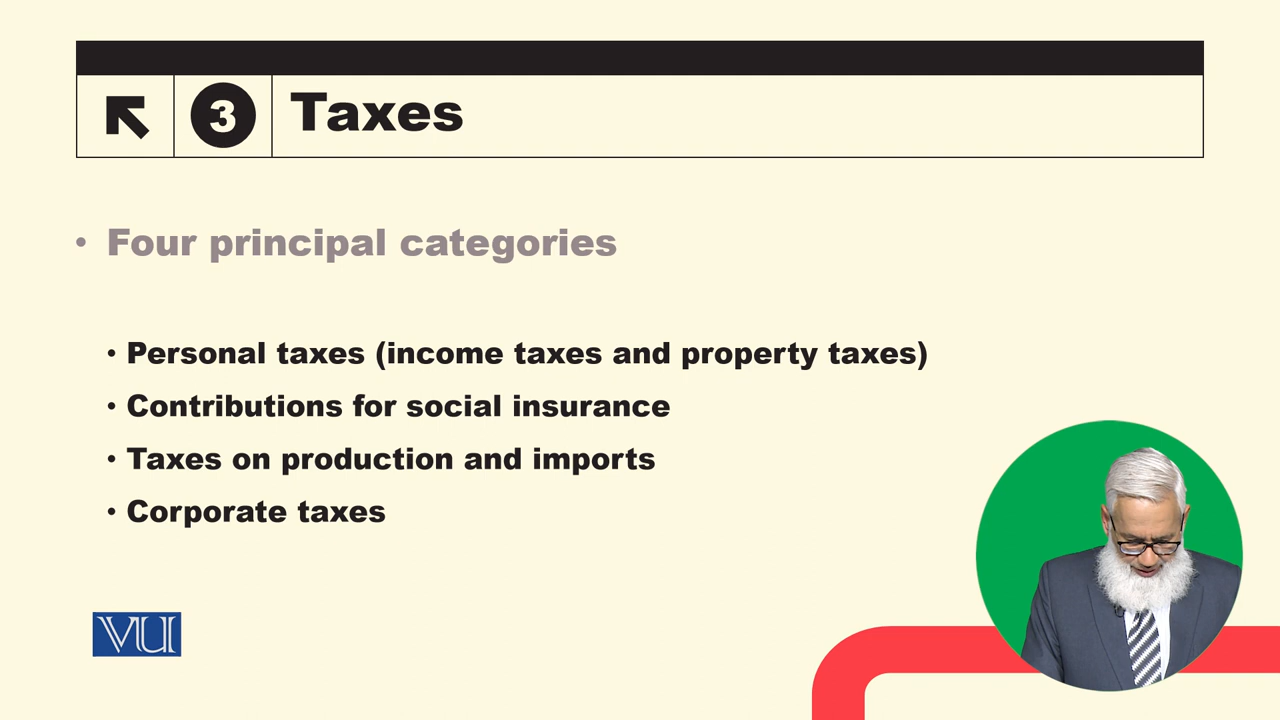 3 Taxes
• Four principal categories
• Personal taxes (income taxes and property taxes)
• Contributions for social insurance
• Taxes on production and imports
• Corporate taxes
VU